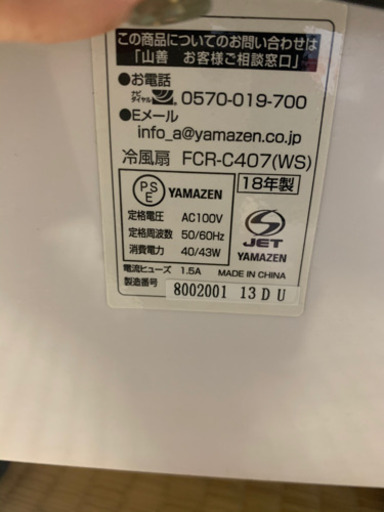 この商品についてのお問い合わせは
「山善 お客様ご相談窓口」
●お電話
ナビダイヤル 0570-019-700
●Eメール
info_a@yamazen.co.jp
冷風扇 FCR-C407(WS)
18年製
PSE YAMAZEN
定格電圧 AC100V
定格周波数 50/60Hz
消費電力 40/43W
JET
YAMAZEN
電流ヒューズ 1.5A MADE IN CHINA
製造番号 8002001 13DU